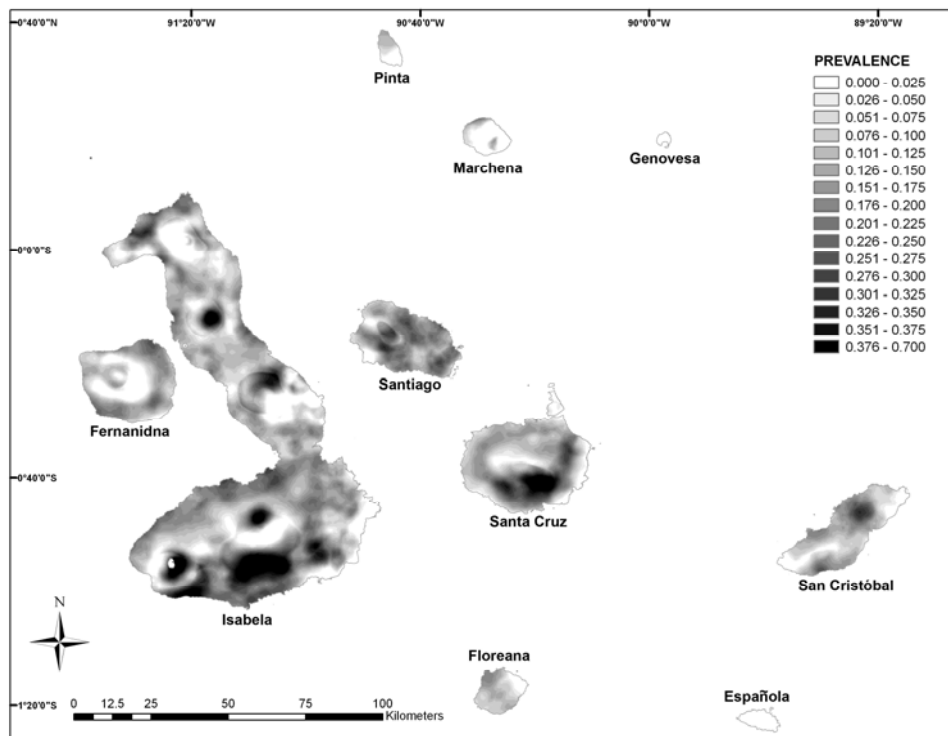 91°20'0"W
90°40'0"W
90°0'0"W
89°20'0"W
0°40'0"N
0°0'0"S
0°40'0"S
1°20'0"S
Pinta
Marchena
Genovesa
PREVALENCE
0.000 - 0.025
0.026 - 0.050
0.051 - 0.075
0.076 - 0.100
0.101 - 0.125
0.126 - 0.150
0.151 - 0.175
0.176 - 0.200
0.201 - 0.225
0.226 - 0.250
0.251 - 0.275
0.276 - 0.300
0.301 - 0.325
0.326 - 0.350
0.351 - 0.375
0.376 - 0.700
Santiago
Fernanidna
Santa Cruz
San Cristóbal
Isabela
N
Floreana
Española
0 12.5 25 50 75 100
Kilometers